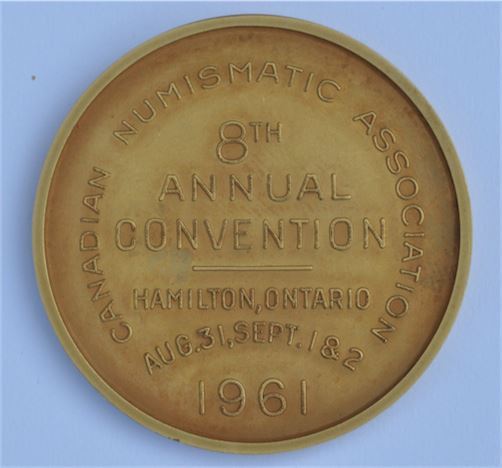 CANADIAN NUMISMATIC ASSOCIATION
8TH
ANNUAL
CONVENTION
HAMILTON, ONTARIO
AUG. 31, SEPT. 1 & 2
1961